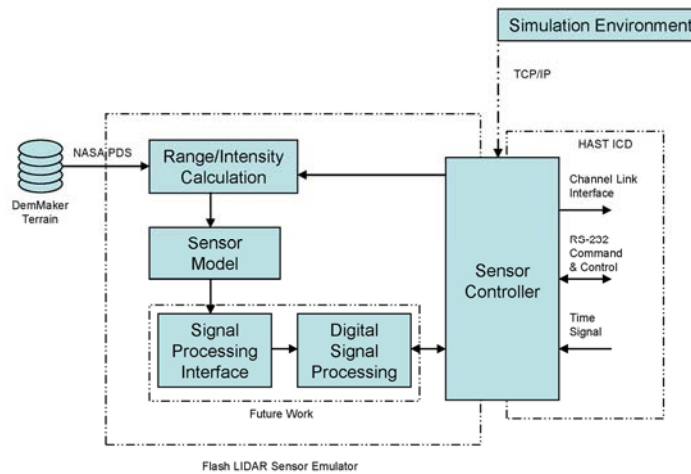 Simulation Environment
TCP/IP
NASA PDS
DemMaker
Terrain
Range/Intensity
Calculation
Sensor
Model
Signal
Processing
Interface
Digital
Signal
Processing
Future Work
Flash LIDAR Sensor Emulator
Sensor
Controller
HAST ICD
Channel Link
Interface
RS-232
Command
& Control
Time
Signal